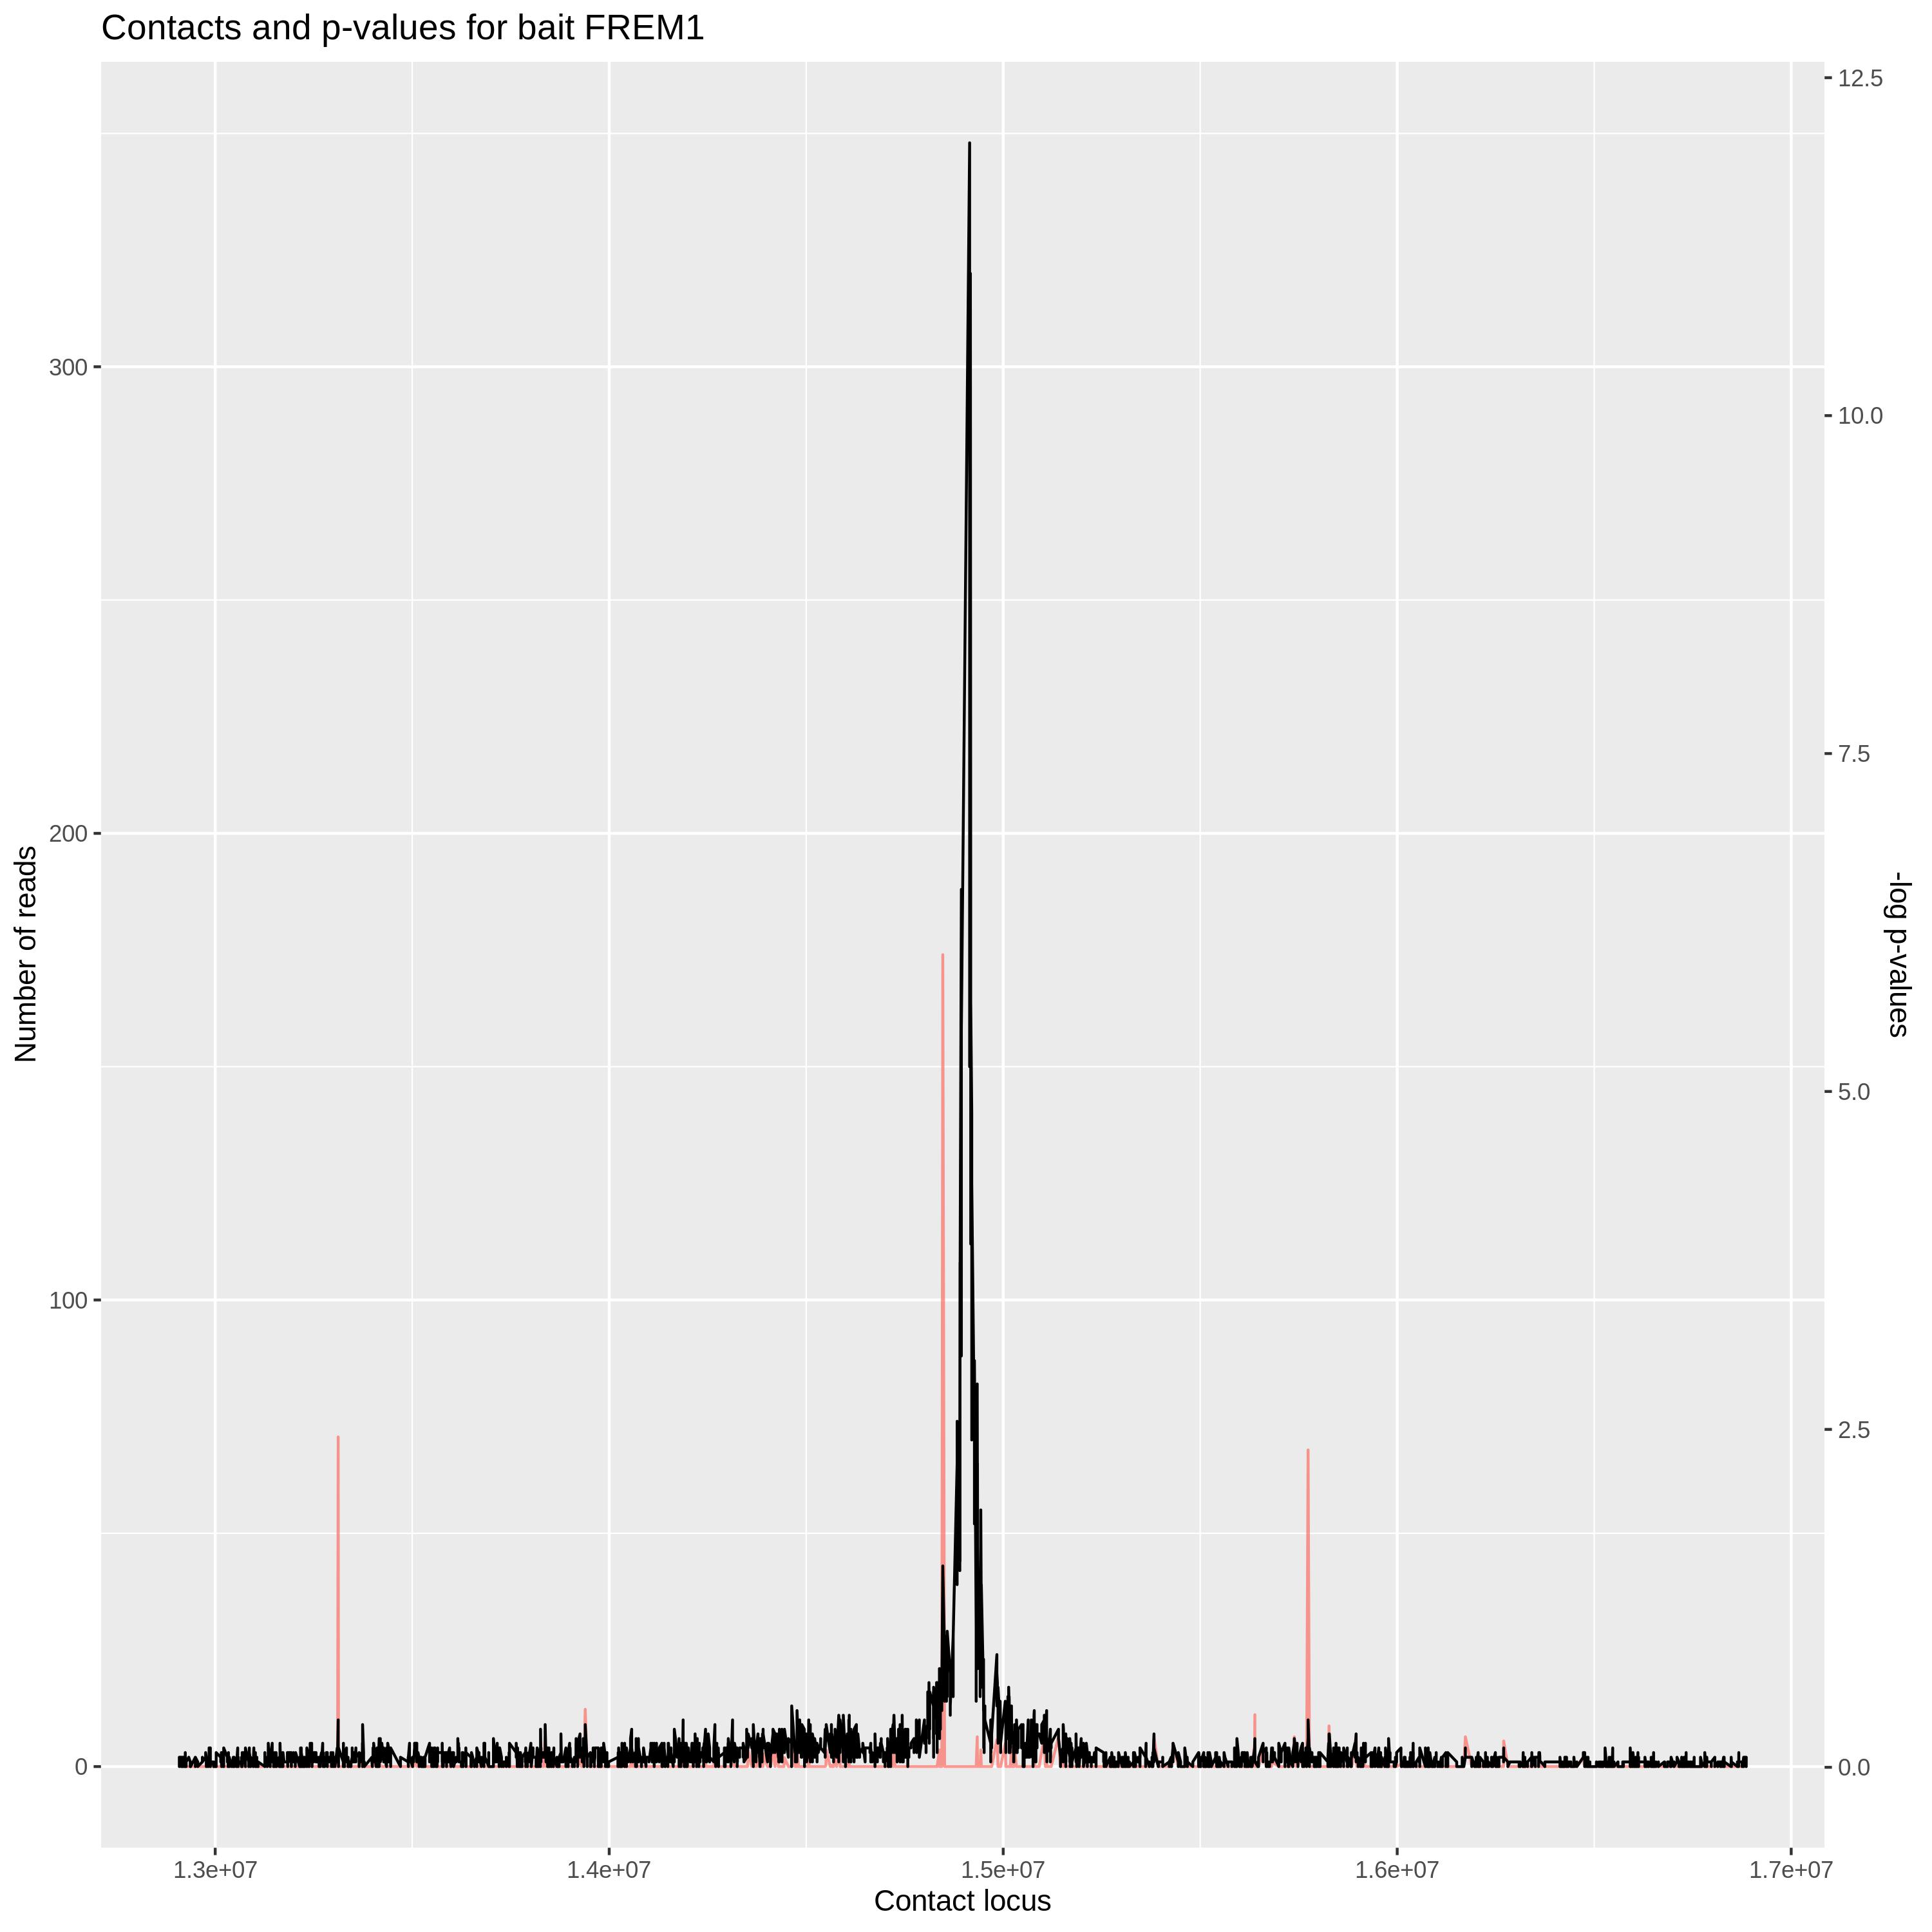 Contacts and p-values for bait FREM1
12.5
300
10.0
7.5
200
Number of reads
-log p-values
5.0
100
2.5
0
0.0
1.3e+07
1.4e+07
1.5e+07
1.6e+07
1.7e+07
Contact locus